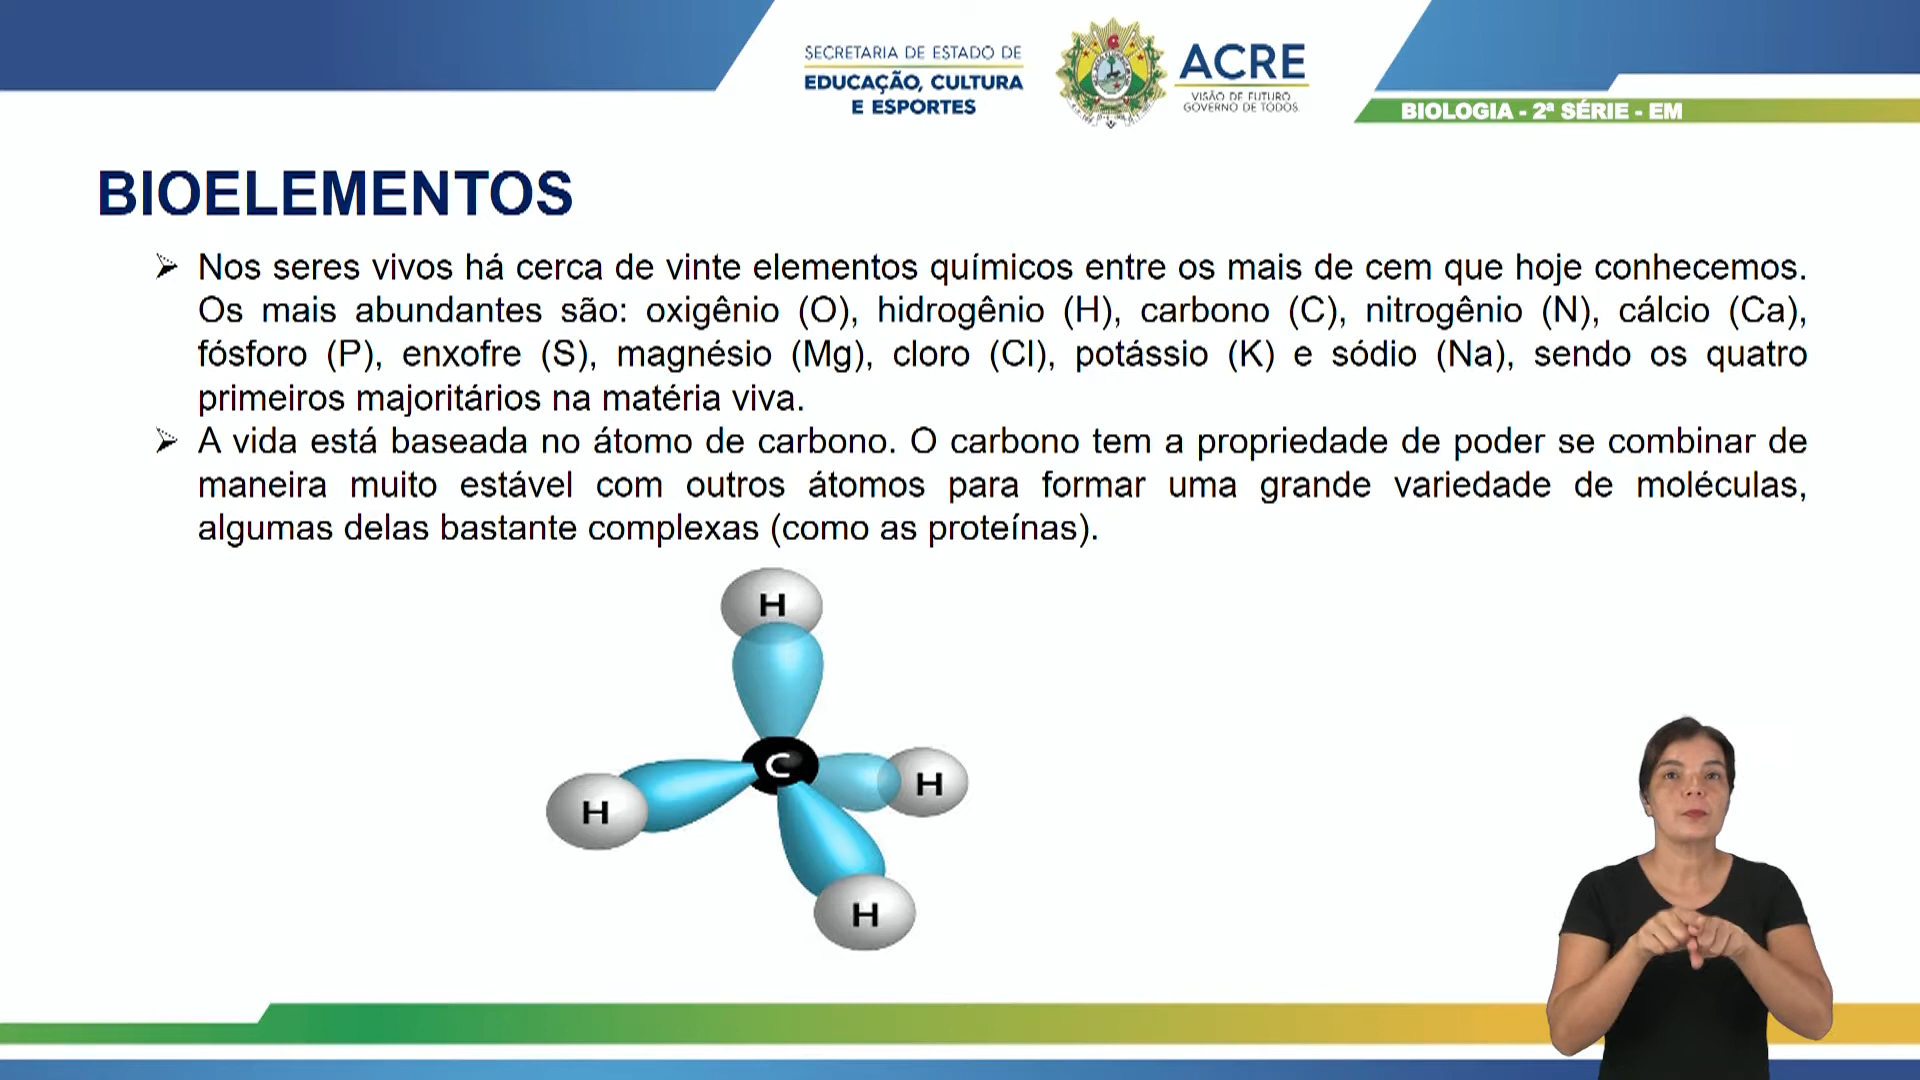 SECRETARIA DE ESTADO DE
EDUCAÇÃO, CULTURA
E ESPORTES
ACRE
VISÃO DE FUTURO
GOVERNO DE TODOS
BIOLOGIA - 2ª SÉRIE - EM
BIOELEMENTOS
➢ Nos seres vivos há cerca de vinte elementos químicos entre os mais de cem que hoje conhecemos.
Os mais abundantes são: oxigênio (O), hidrogênio (H), carbono (C), nitrogênio (N), cálcio (Ca),
fósforo (P), enxofre (S), magnésio (Mg), cloro (Cl), potássio (K) e sódio (Na), sendo os quatro
primeiros majoritários na matéria viva.
➢ A vida está baseada no átomo de carbono. O carbono tem a propriedade de poder se combinar de
maneira muito estável com outros átomos para formar uma grande variedade de moléculas,
algumas delas bastante complexas (como as proteínas).
H
C
H
H
H